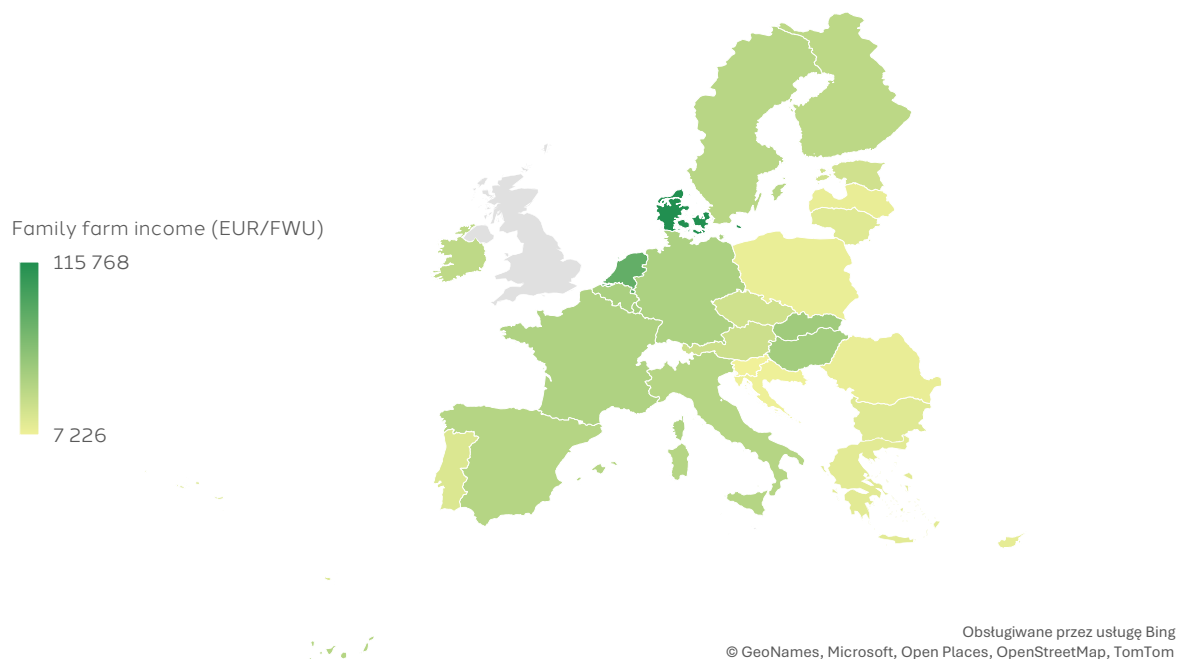 Family farm income (EUR/FWU)
115 768
7 226
Obsługiwane przez usługę Bing
© GeoNames, Microsoft, Open Places, OpenStreetMap, TomTom